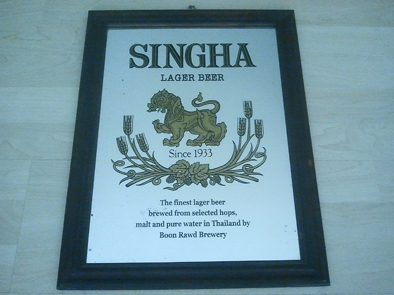 SINGHA
LAGER BEER
Since 1933
The finest lager beer
brewed from selected hops,
malt and pure water in Thailand by
Boon Rawd Brewery